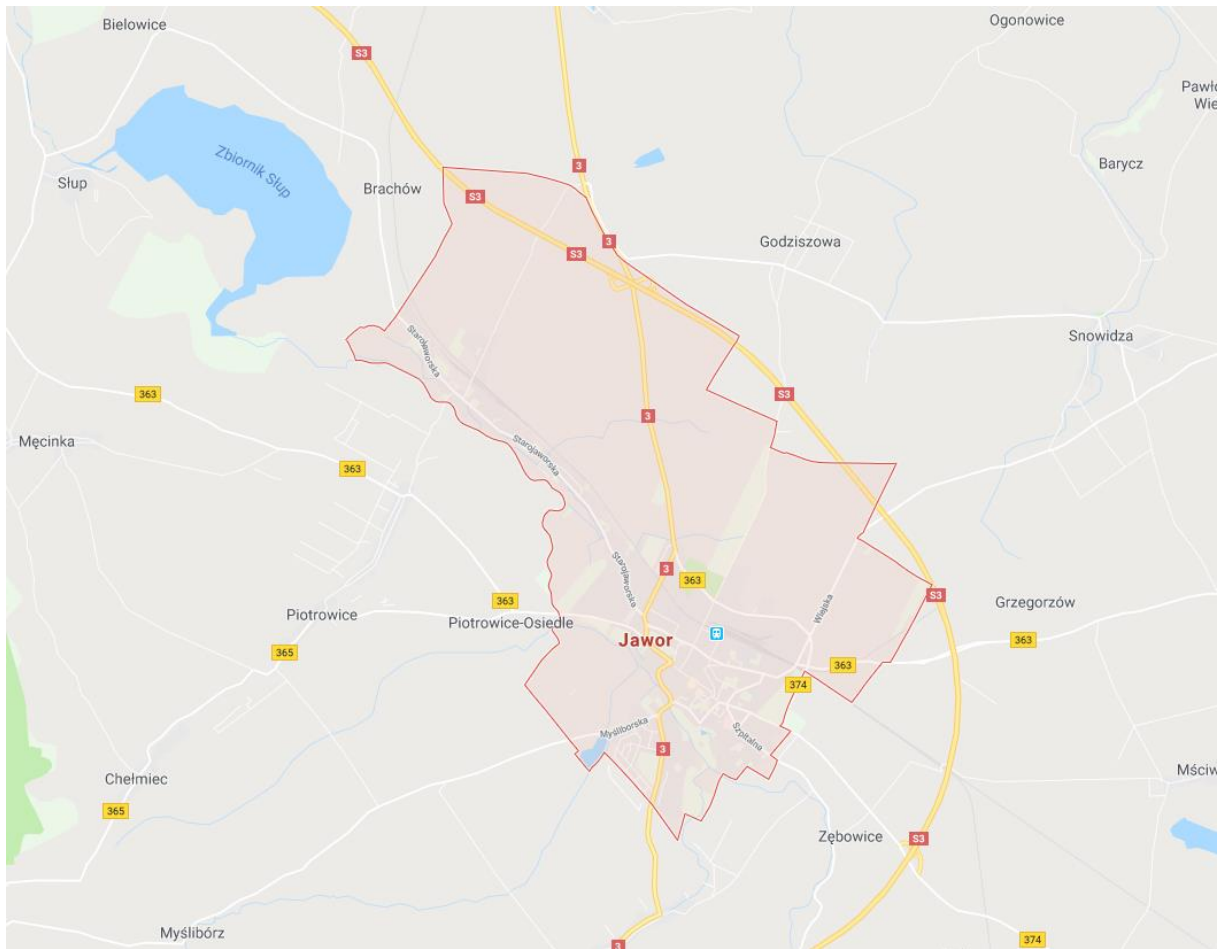 Bielowice
Ogonowice
S3
Pawło
Wie
3
Zbiornik Słup
Barycz
Słup
Brachów
S3
3
Godziszowa
S3
Starojaworska
Snowidza
363
S3
3
Męcinka
Starojaworska
363
Starojaworska
3
363
S3
363
Wiejska
Grzegorzów
Piotrowice
Piotrowice-Osiedle
Jawor
363
365
363
374
Myśliborska
Szpitalna
3
Chełmiec
Mściw
365
Zębowice
S3
Myślibórz
374
3